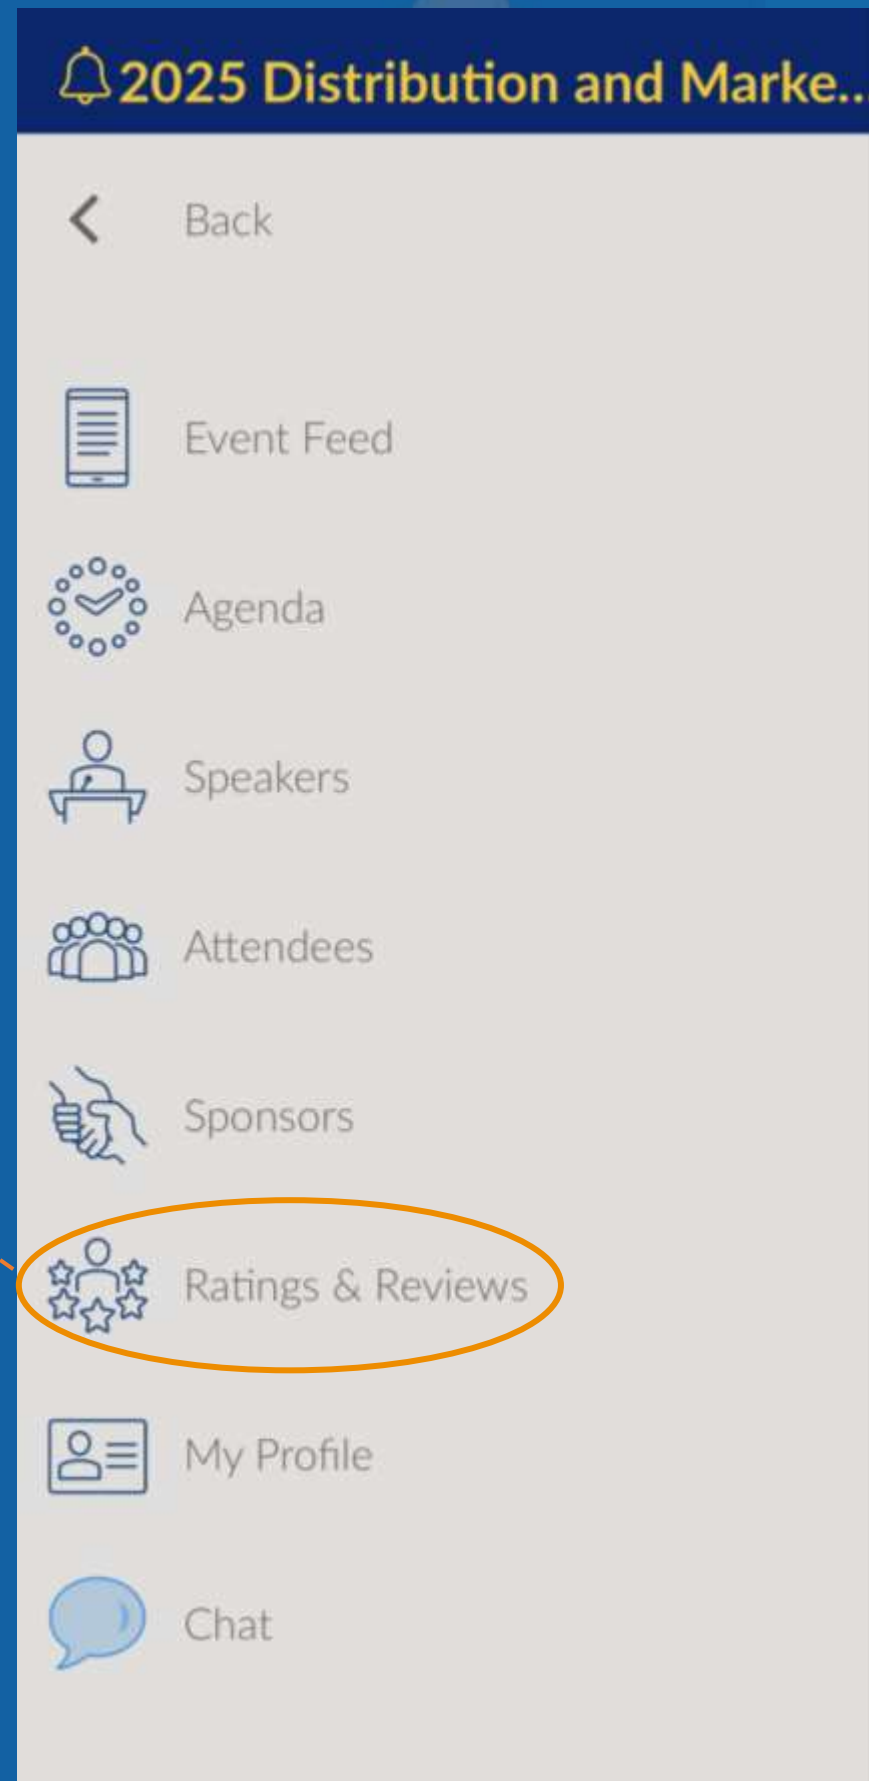 2025 Distribution and Marke...
Back
Event Feed
Agenda
Speakers
Attendees
Sponsors
Ratings & Reviews
My Profile
Chat